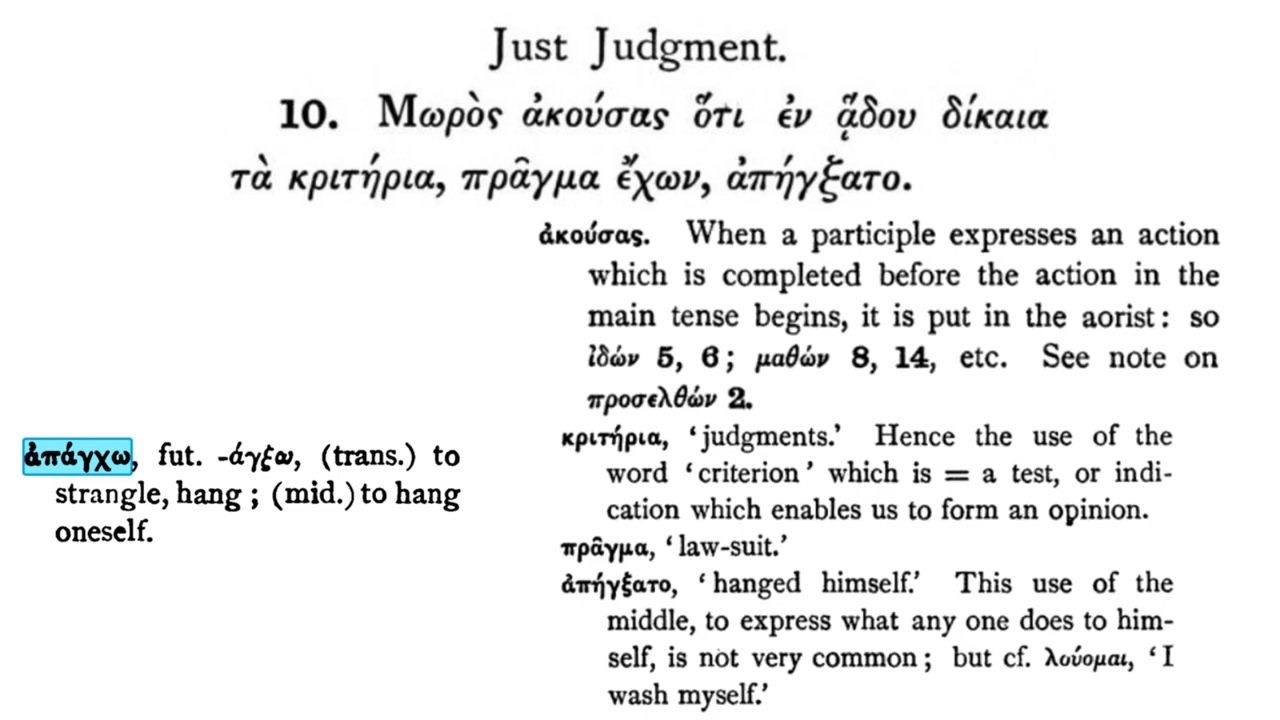 Just Judgment.
10. Μωρὸς ἀκούσας ὅτι ἐν ᾅδου δίκαια
τὰ κριτήρια, πρᾶγμα ἔχων, ἀπήγξατο.
ἀκούσας. When a participle expresses an action
which is completed before the action in the
main tense begins, it is put in the aorist: so
ἰδών 5, 6; μαθών 8, 14, etc. See note on
προσελθών 2.
κριτήρια, ‘judgments.’ Hence the use of the
word ‘criterion’ which is = a test, or indi-
cation which enables us to form an opinion.
πρᾶγμα, ‘law-suit.’
ἀπήγξατο, ‘hanged himself.’ This use of the
middle, to express what any one does to him-
self, is not very common; but cf. λούομαι, ‘I
wash myself.’
ἀπάγχω, fut. -άγξω, (trans.) to
strangle, hang; (mid.) to hang
oneself.